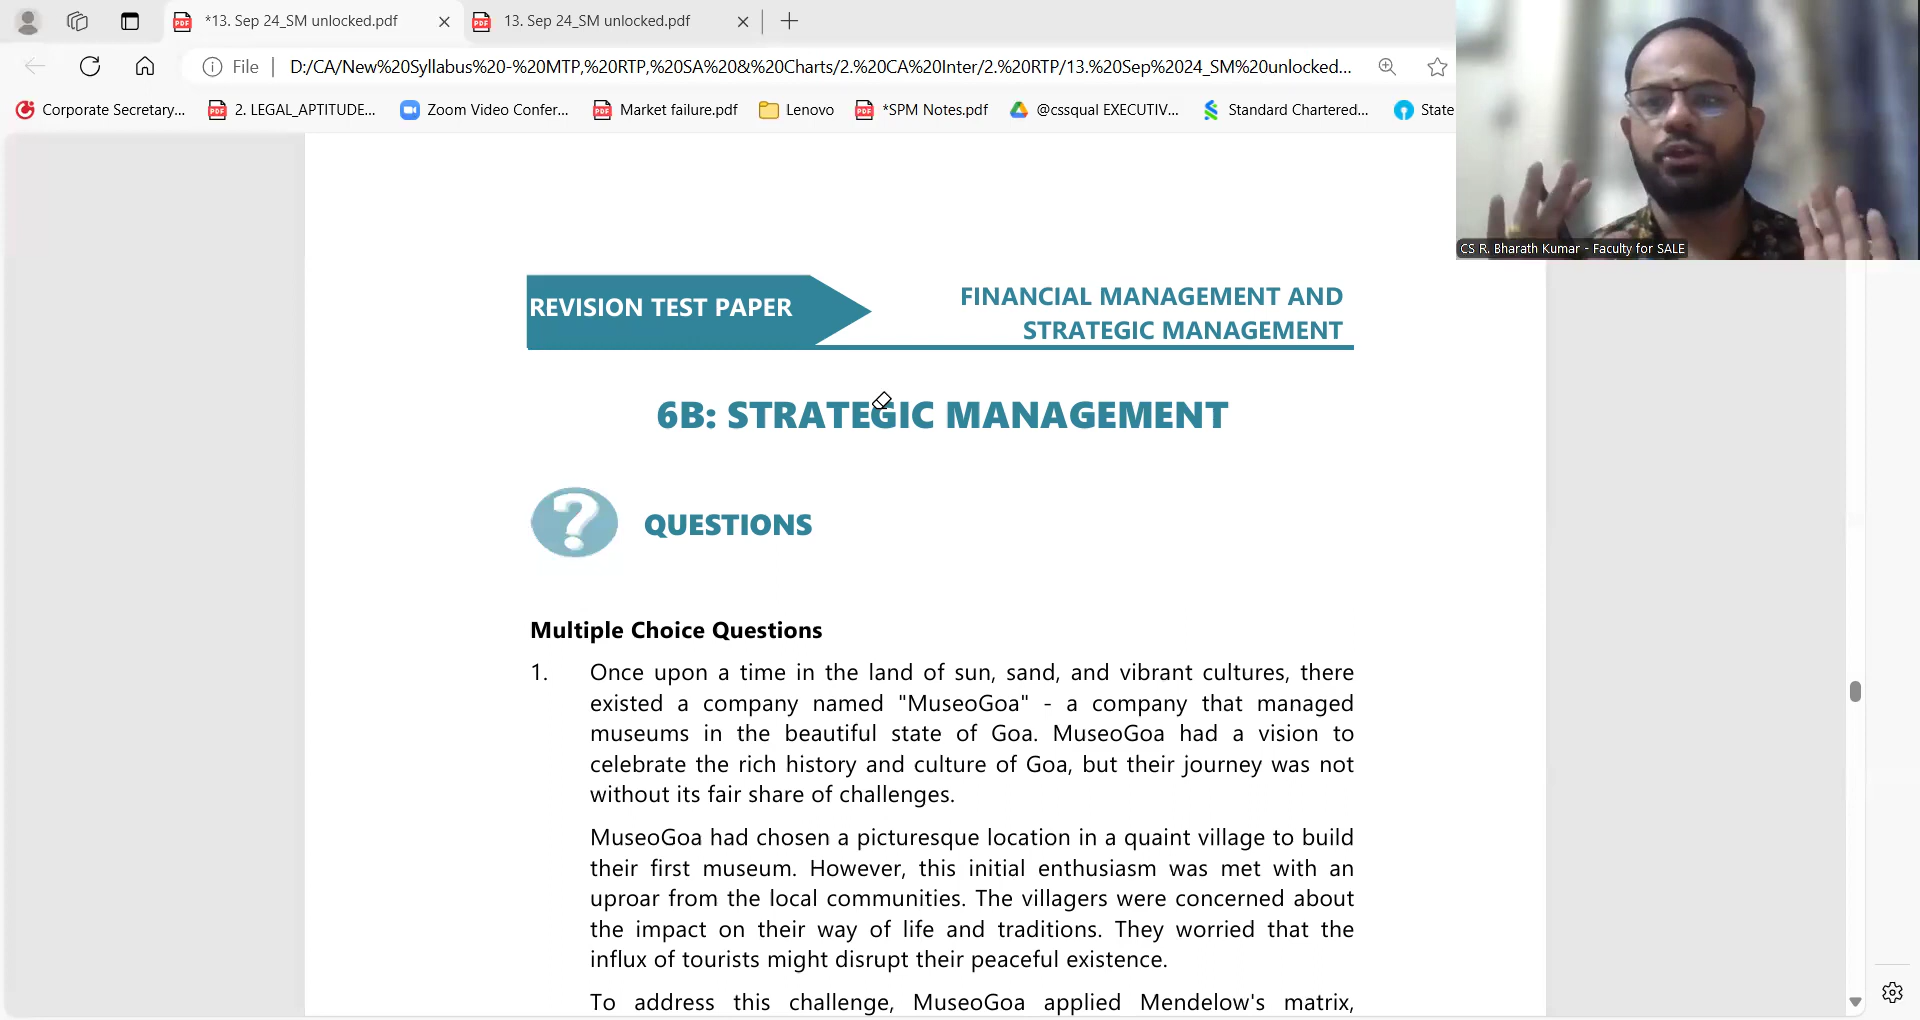 *13. Sep 24_SM unlocked.pdf
13. Sep 24_SM unlocked.pdf
File
D:/CA/New%20Syllabus%20-%20MTP,%20RTP,%20SA%20&%20Charts/2.%20CA%20Inter/2.%20RTP/13.%20Sep%2024_SM%20unlocked...
Corporate Secretary...
2. LEGAL_APTITUDE...
Zoom Video Confer...
Market failure.pdf
Lenovo
*SPM Notes.pdf
@cssqual EXECUTIV...
Standard Chartered...
State
CS R. Bharath Kumar - Faculty for SALE
REVISION TEST PAPER
FINANCIAL MANAGEMENT AND
STRATEGIC MANAGEMENT
6B: STRATEGIC MANAGEMENT
?
QUESTIONS
Multiple Choice Questions
1. Once upon a time in the land of sun, sand, and vibrant cultures, there
existed a company named "MuseoGoa" - a company that managed
museums in the beautiful state of Goa. MuseoGoa had a vision to
celebrate the rich history and culture of Goa, but their journey was not
without its fair share of challenges.
MuseoGoa had chosen a picturesque location in a quaint village to build
their first museum. However, this initial enthusiasm was met with an
uproar from the local communities. The villagers were concerned about
the impact on their way of life and traditions. They worried that the
influx of tourists might disrupt their peaceful existence.
To address this challenge, MuseoGoa applied Mendelow's matrix,